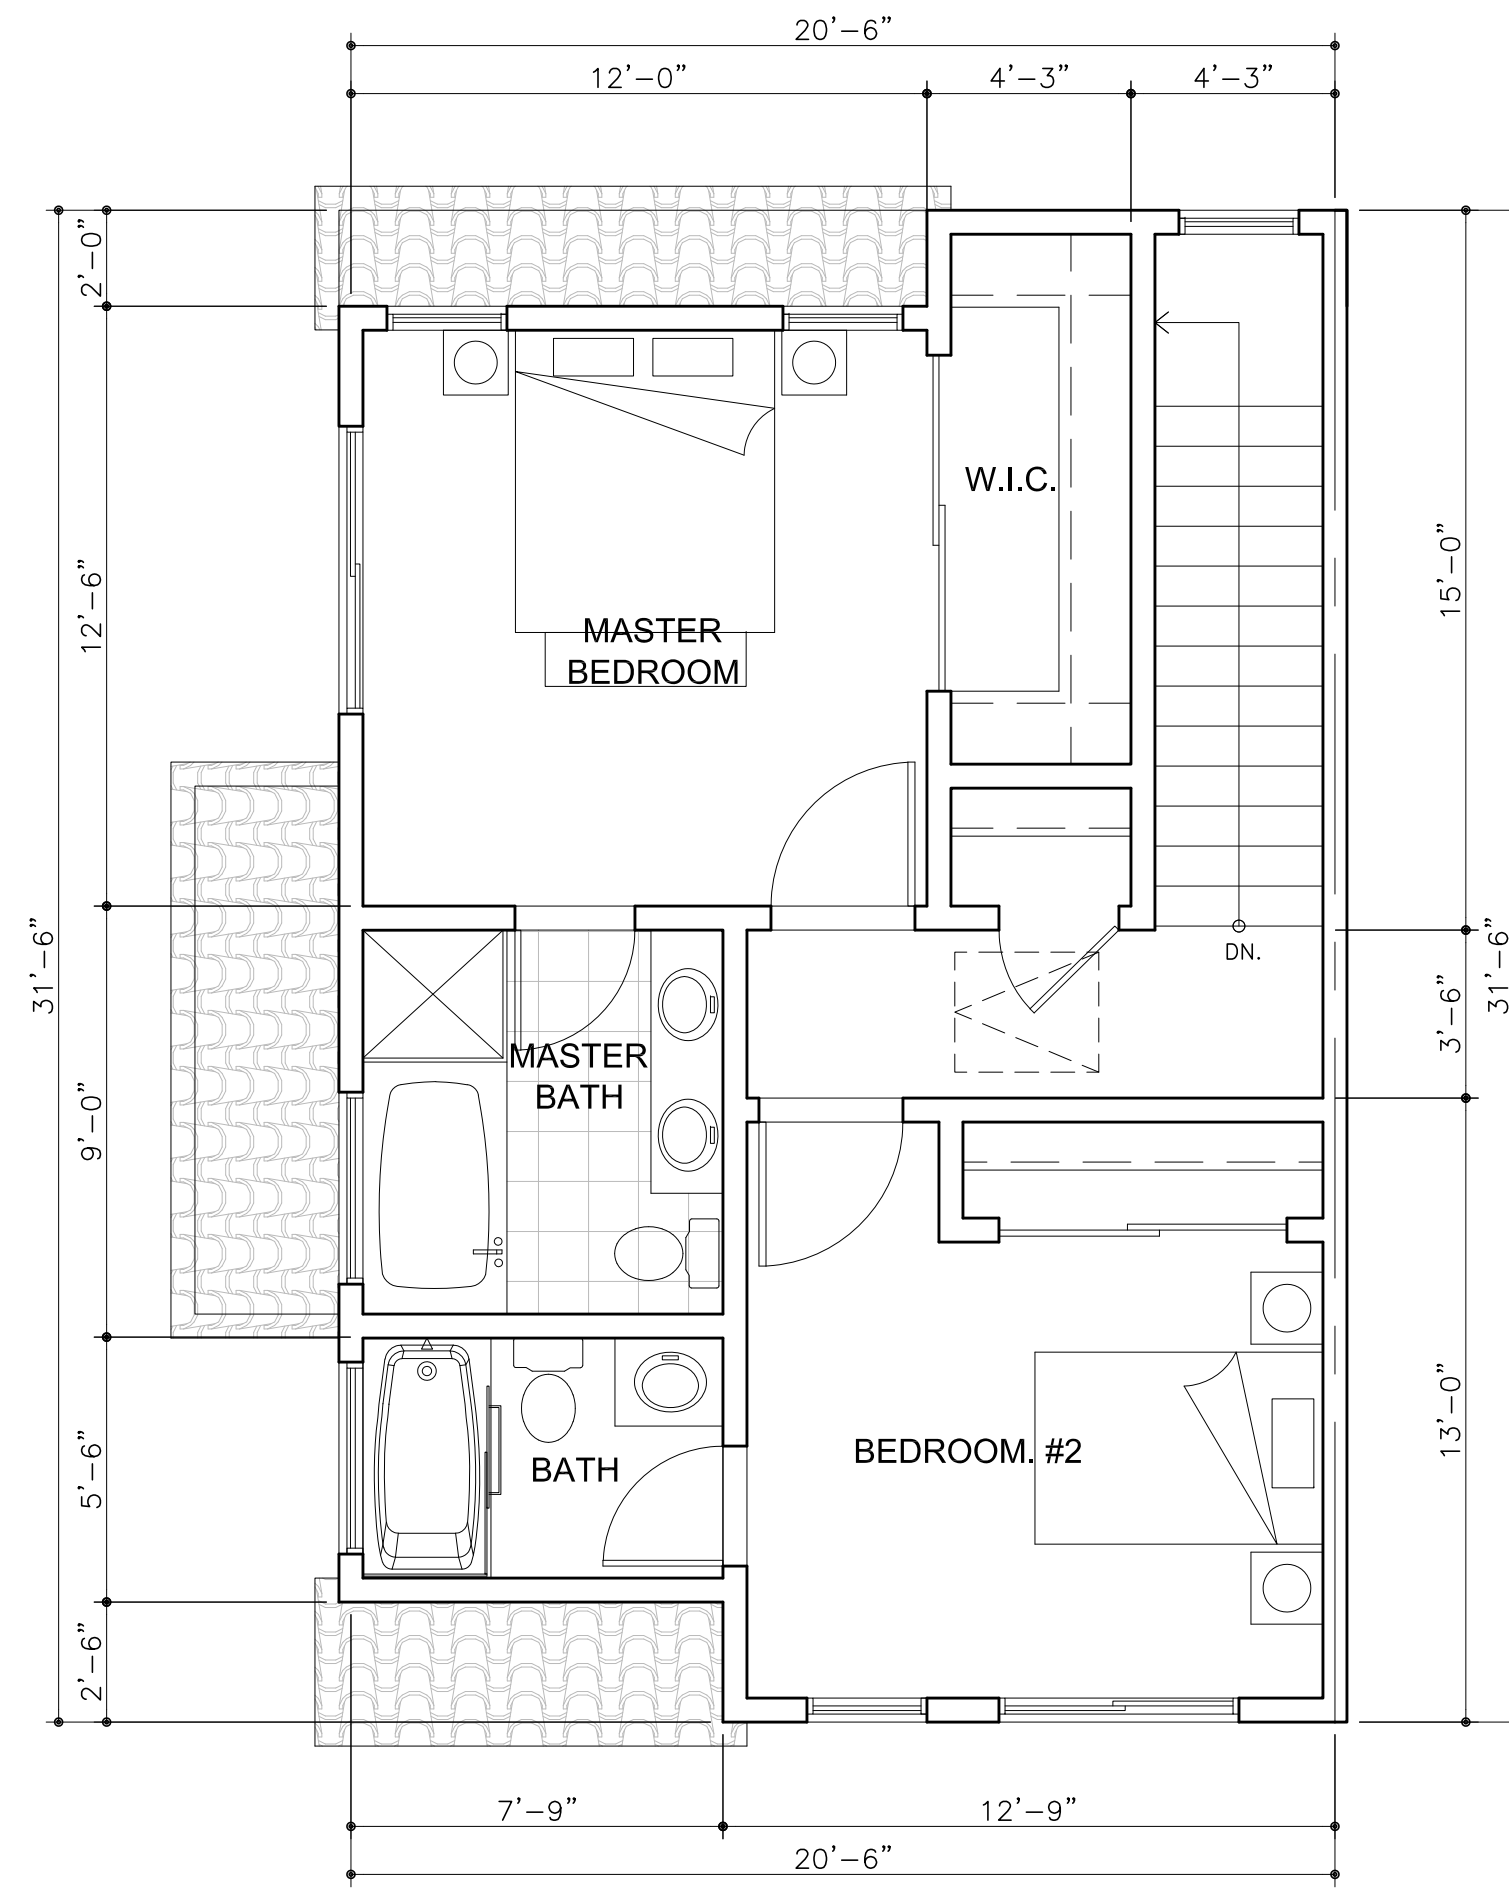 20'-6"
12'-0"
4'-3"
4'-3"
2'-0"
12'-6"
W.I.C.
15'-0"
MASTER
BEDROOM
31'-6"
DN.
31'-6"
3'-6"
MASTER
BATH
9'-0"
BEDROOM. #2
13'-0"
BATH
5'-6"
2'-6"
7'-9"
12'-9"
20'-6"